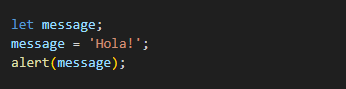 let message;
message = 'Hola!';
alert(message);